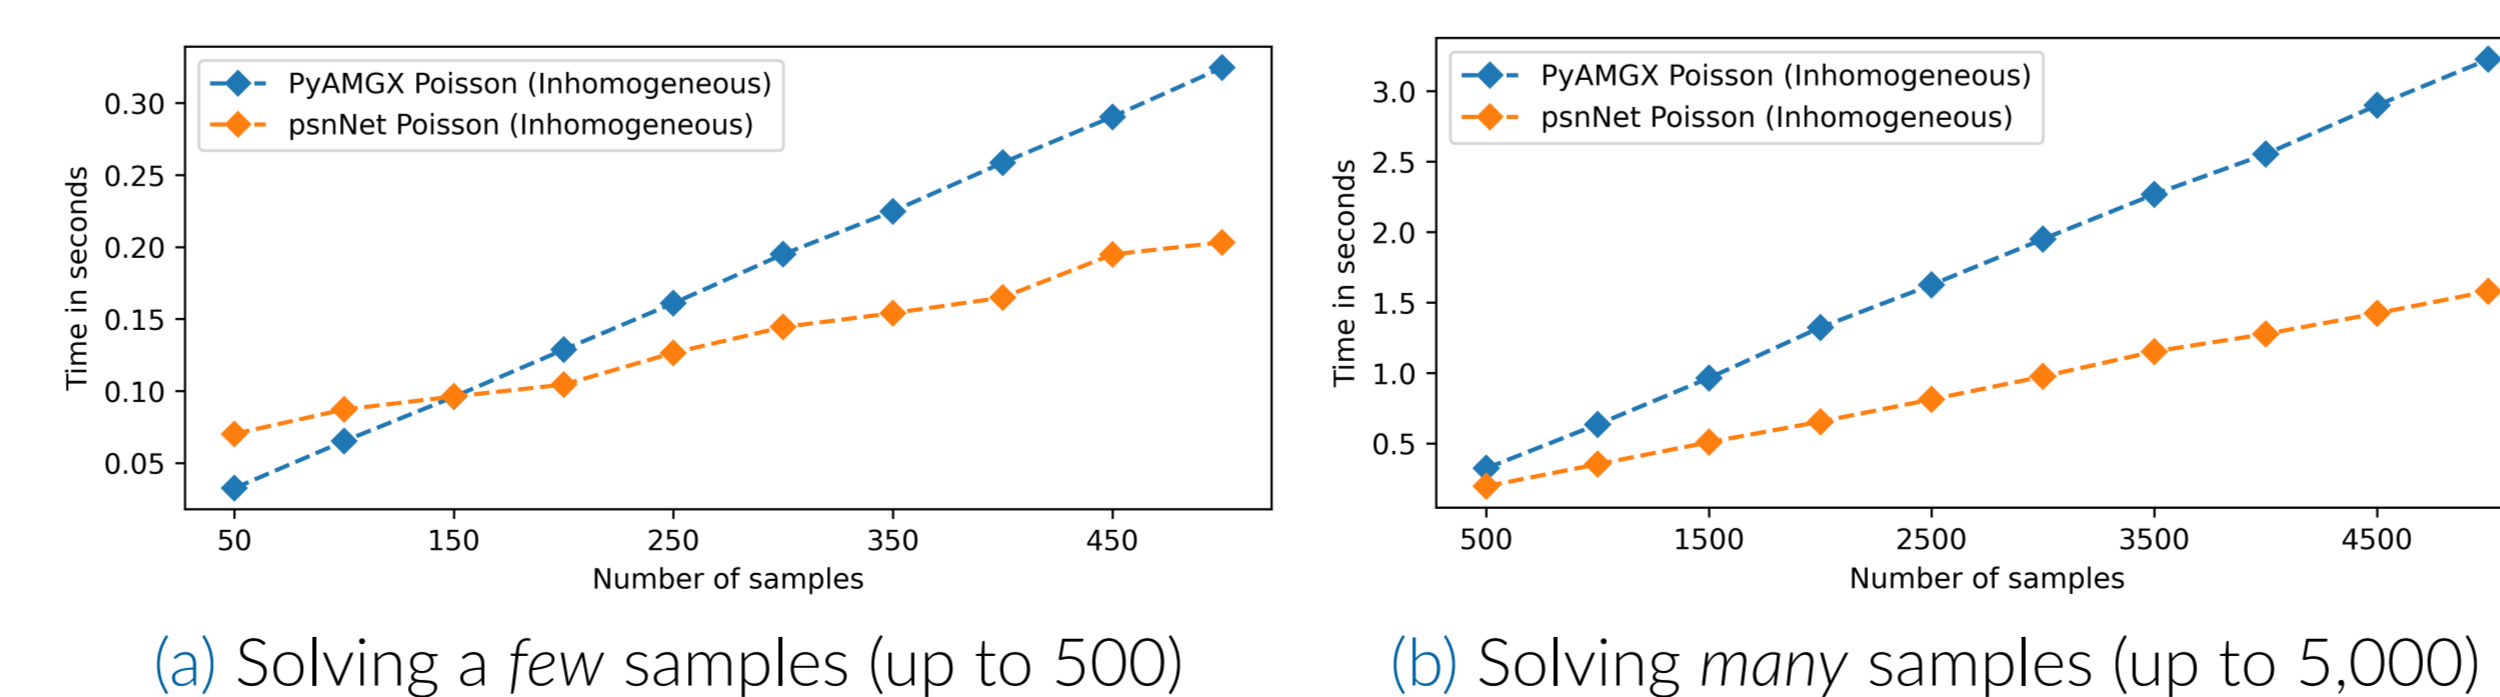 PyAMGX Poisson (Inhomogeneous)
psnNet Poisson (Inhomogeneous)
0.30
0.25
0.20
0.15
0.10
0.05
Time in seconds
50 150 250 350 450
Number of samples
(a) Solving a few samples (up to 500)
PyAMGX Poisson (Inhomogeneous)
psnNet Poisson (Inhomogeneous)
3.0
2.5
2.0
1.5
1.0
0.5
Time in seconds
500 1500 2500 3500 4500
Number of samples
(b) Solving many samples (up to 5,000)